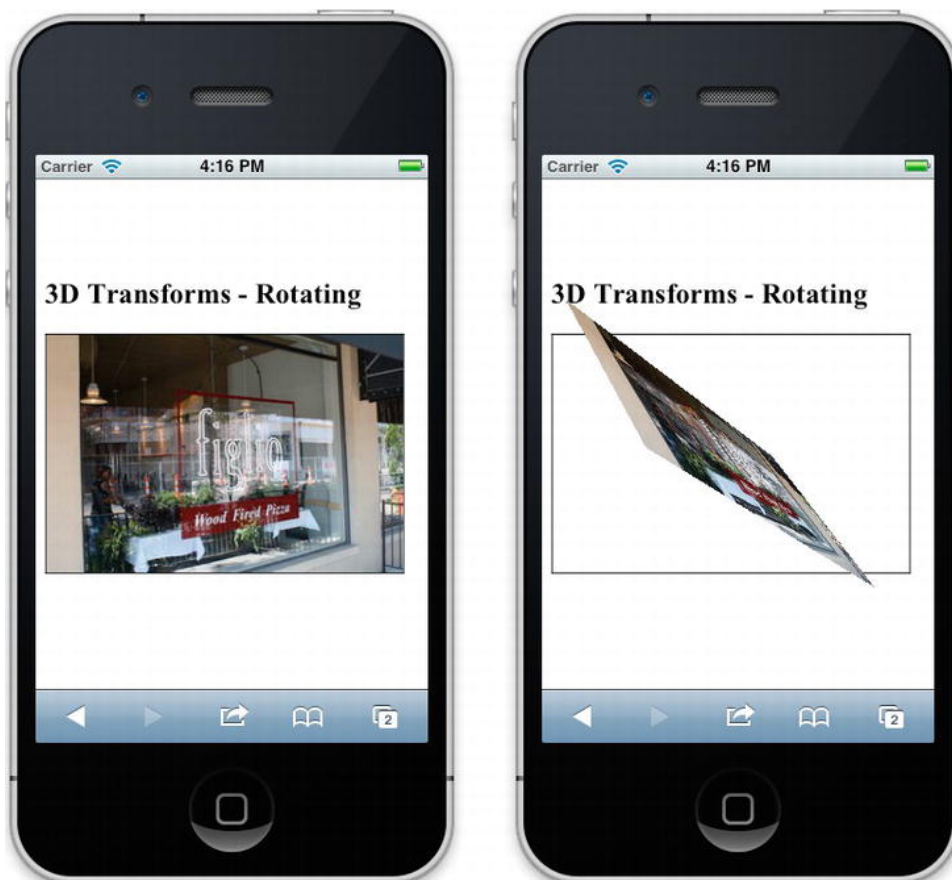 Carrier 4:16 PM
3D Transforms - Rotating
figlio
Wood Fired Pizza
2
Carrier 4:16 PM
3D Transforms - Rotating
2